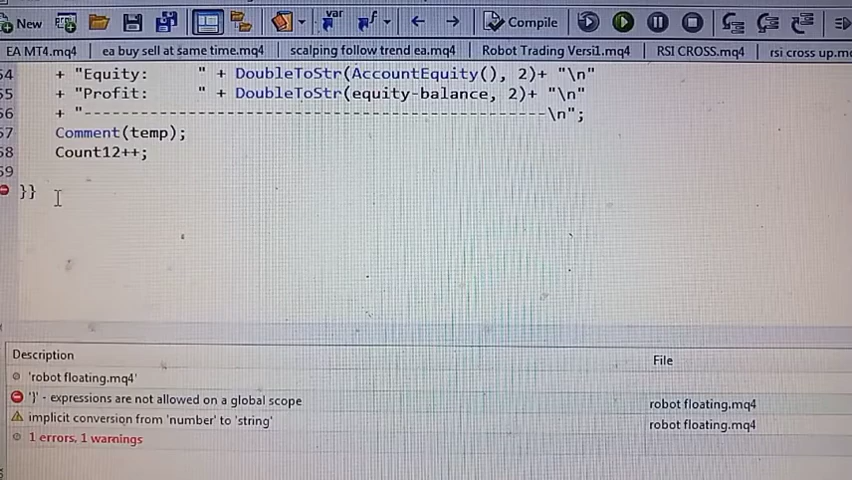 New
var
f
Compile
EA MT4.mq4 | ea buy sell at same time.mq4 | scalping follow trend ea.mq4 | Robot Trading Versi1.mq4 | RSI CROSS.mq4 | rsi cross up.m
54 + "Equity: " + DoubleToStr(AccountEquity(), 2)+ "\n"
55 + "Profit: " + DoubleToStr(equity-balance, 2)+ "\n"
56 + "-------------------------------------------------\n";
57 Comment(temp);
58 Count12++;
59
}}
Description File
'robot floating.mq4'
'}' - expressions are not allowed on a global scope robot floating.mq4
implicit conversion from 'number' to 'string' robot floating.mq4
1 errors, 1 warnings